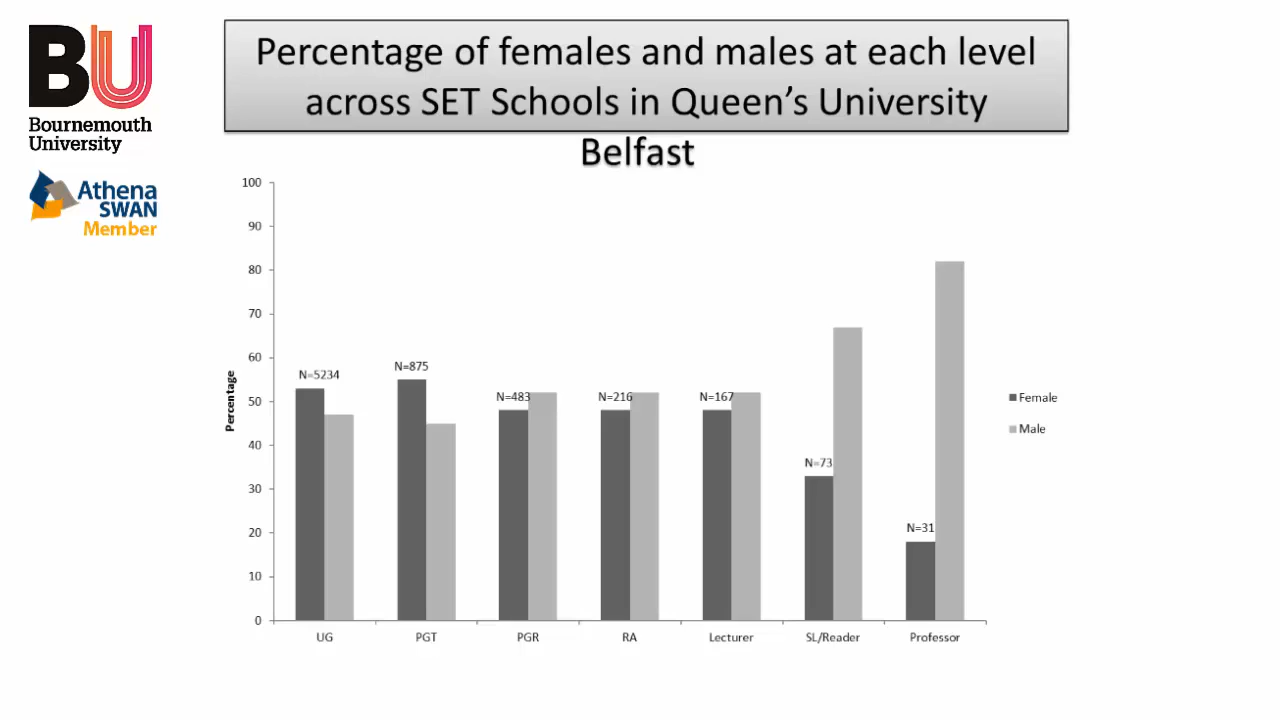 BU
Bournemouth
University
Athena
SWAN
Member
Percentage of females and males at each level
across SET Schools in Queen’s University
Belfast
Percentage
100
90
80
70
60
50
40
30
20
10
0
N=5234
N=875
N=483
N=216
N=167
N=73
N=31
UG
PGT
PGR
RA
Lecturer
SL/Reader
Professor
Female
Male